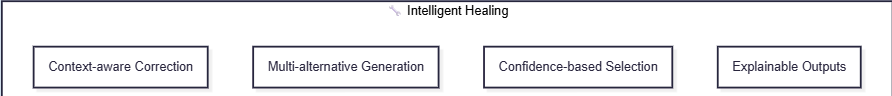 🔧 Intelligent Healing
Context-aware Correction
Multi-alternative Generation
Confidence-based Selection
Explainable Outputs